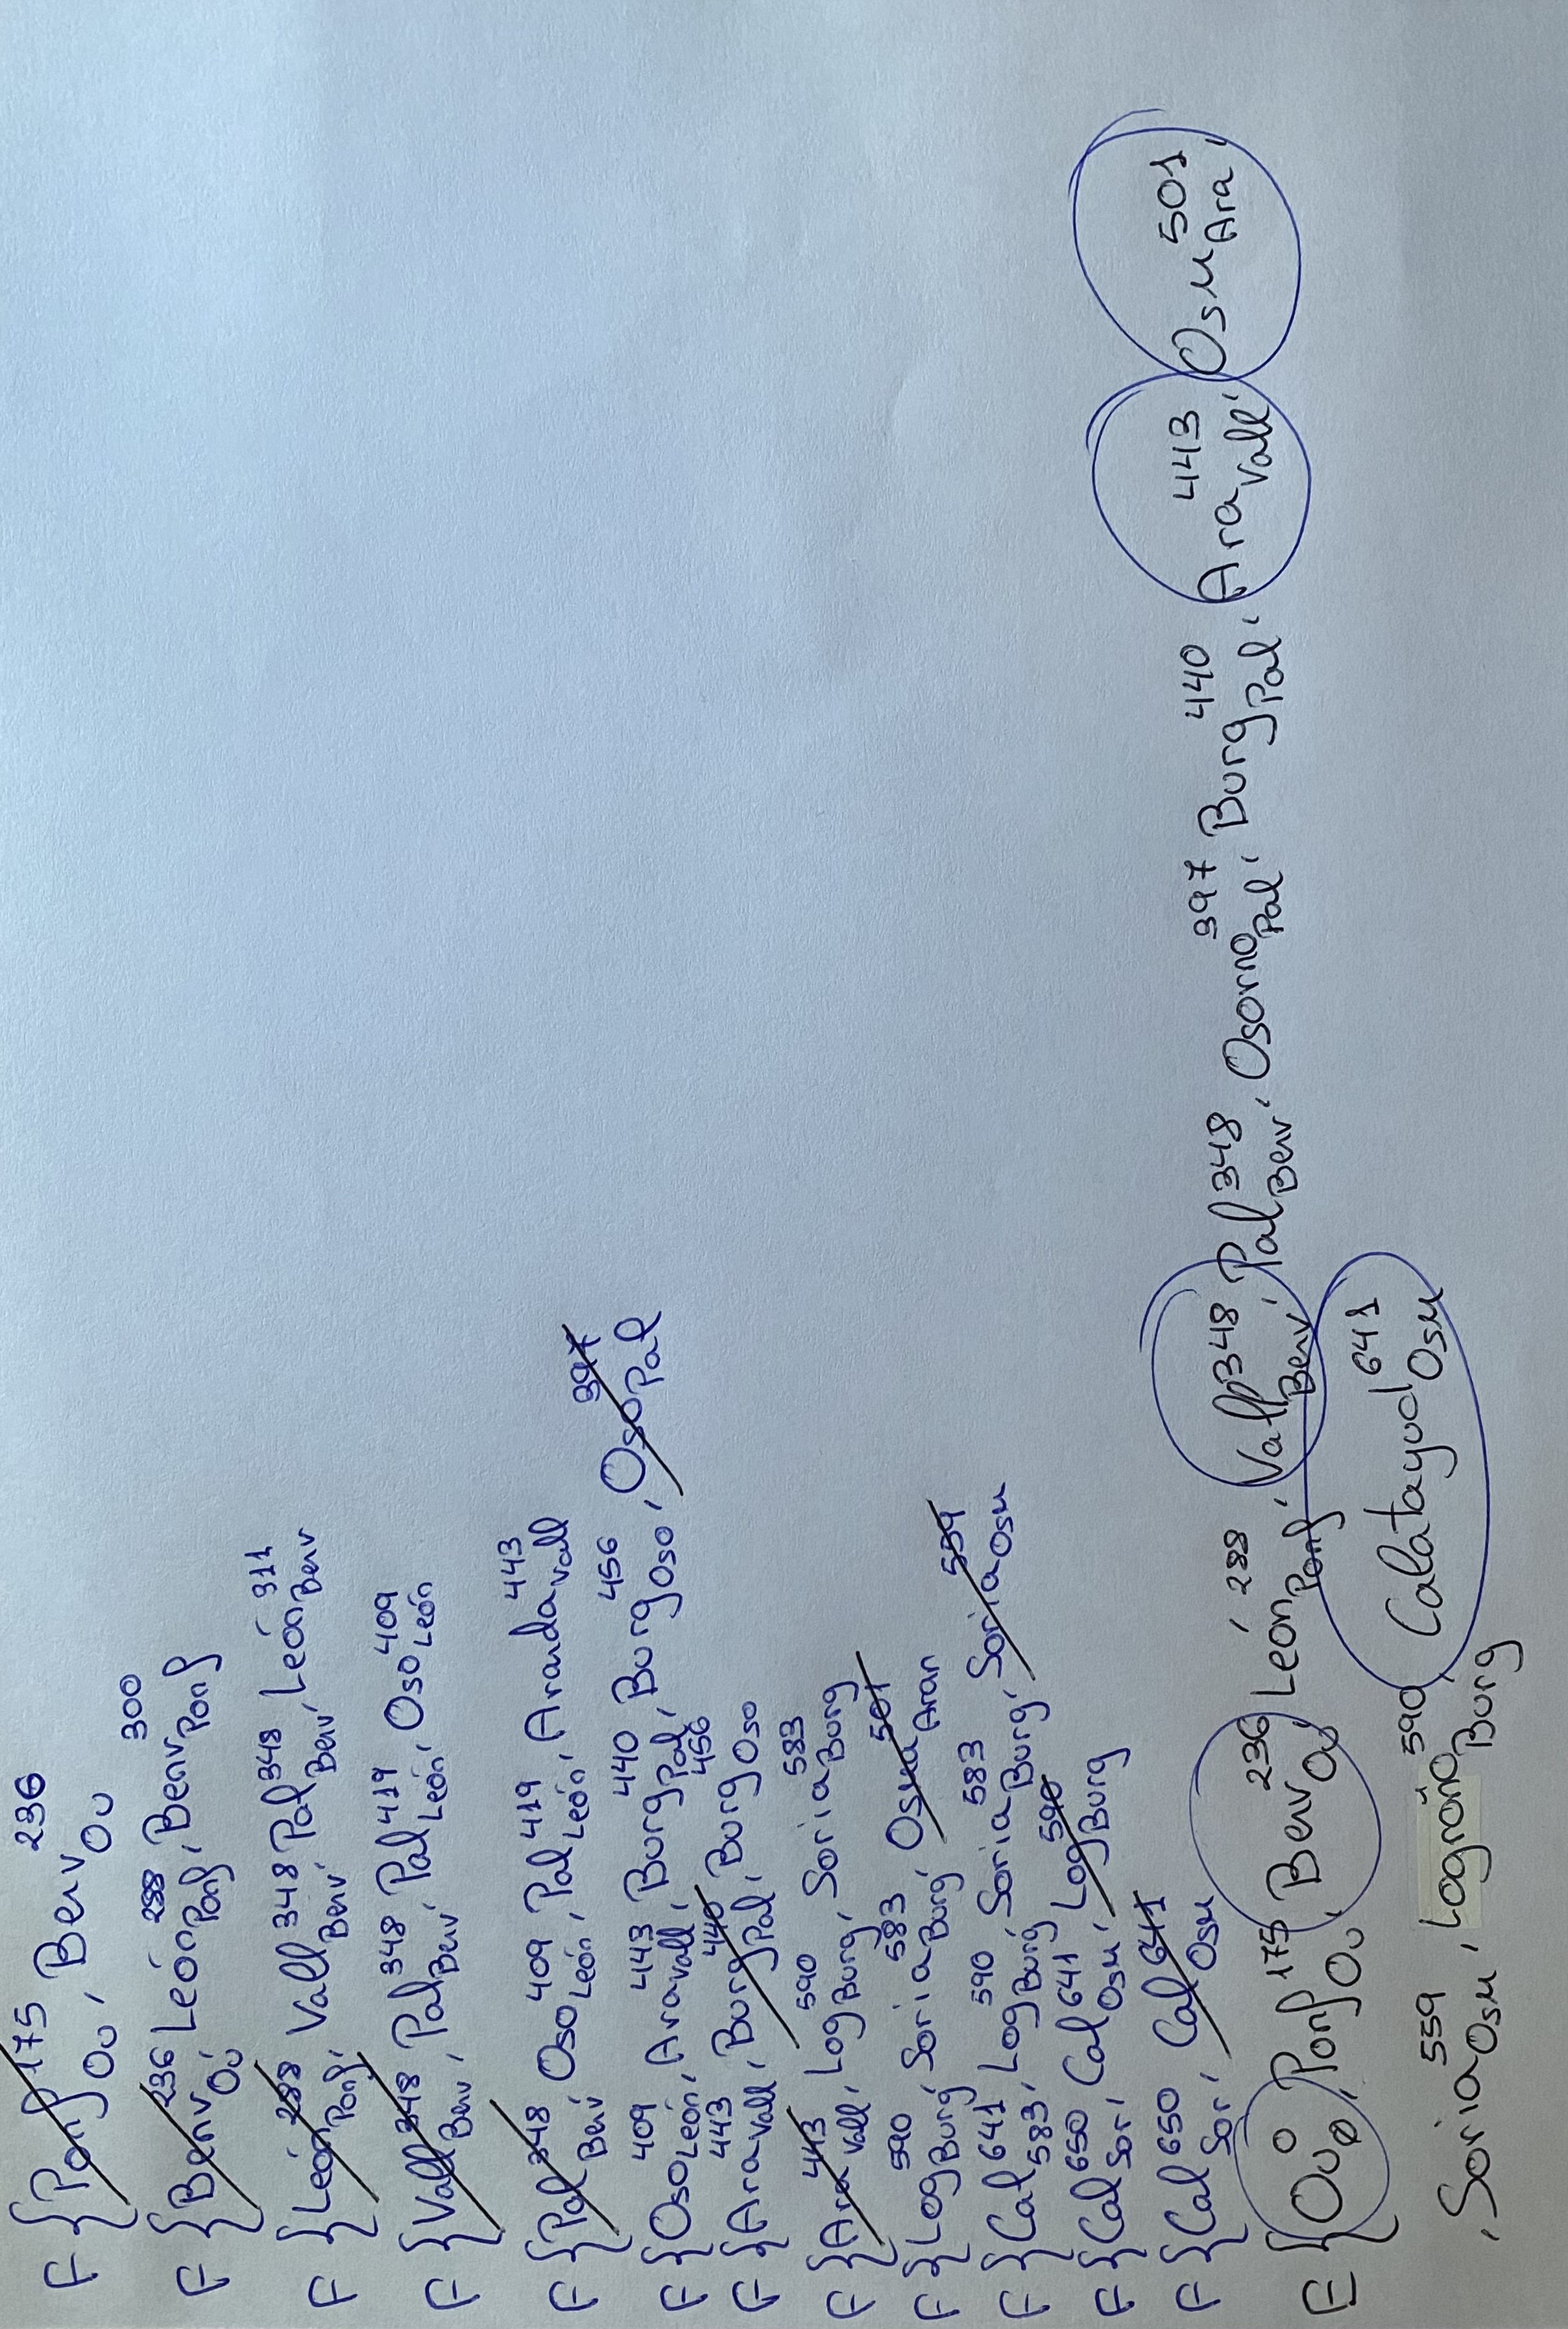 F {Ponf 175 Ou, Benv 236 Ou
F {Benv 236 Ou, León 288 Ponf, Benv 300 Ponf
F {León 288 Ponf, Vall 348 Benv, Pal 348 Benv, León 311 Benv
F {Vall 348 Benv, Pal 348 Benv, Pal 419 León, Oso 409 León
F {Pal 348 Benv, Oso 409 León, Pal 419 León, Aranda 443 Vall
F {Oso 409 León, Ara 443 Vall, Burg 440 Pal, Burg 456 Oso, Oso 397 Pal
F {Ara 443 Vall, Burg 440 Pal, Burg 456 Oso
F {Ara 443 Vall, Log 590 Burg, Soria 583 Burg
F {Log 590 Burg, Soria 583 Burg, Osma 501 Aran
F {Cal 641 583, Log 590 Burg, Soria 583 Burg, Soria 559 Osm
F {Cal 650 Sor, Cal 641 Osm, Log 590 Burg
F {Cal 650 Sor, Cal 641 Osm
E {Ou 0 ø, Ponf 175 Ou, Benv 236 Ou, León 288 Ponf, Vall 348 Benv, Pal 348 Benv, Osorno 397 Pal, Burg 440 Pal, Ara 443 Vall, Osm 501 Ara,
, Soria 559 Osm, Logroño 590 Burg, Calatayud 641 Osm